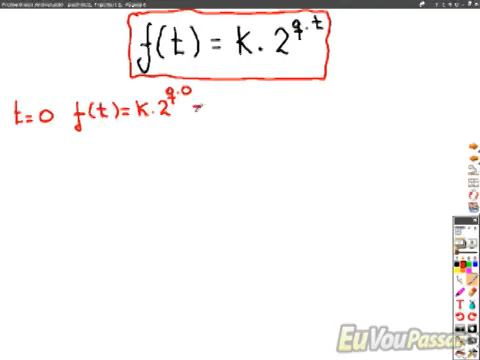 f(t) = K . 2^{q.t}
t=0 f(t)=K.2^{q.0}
EuVouPassar